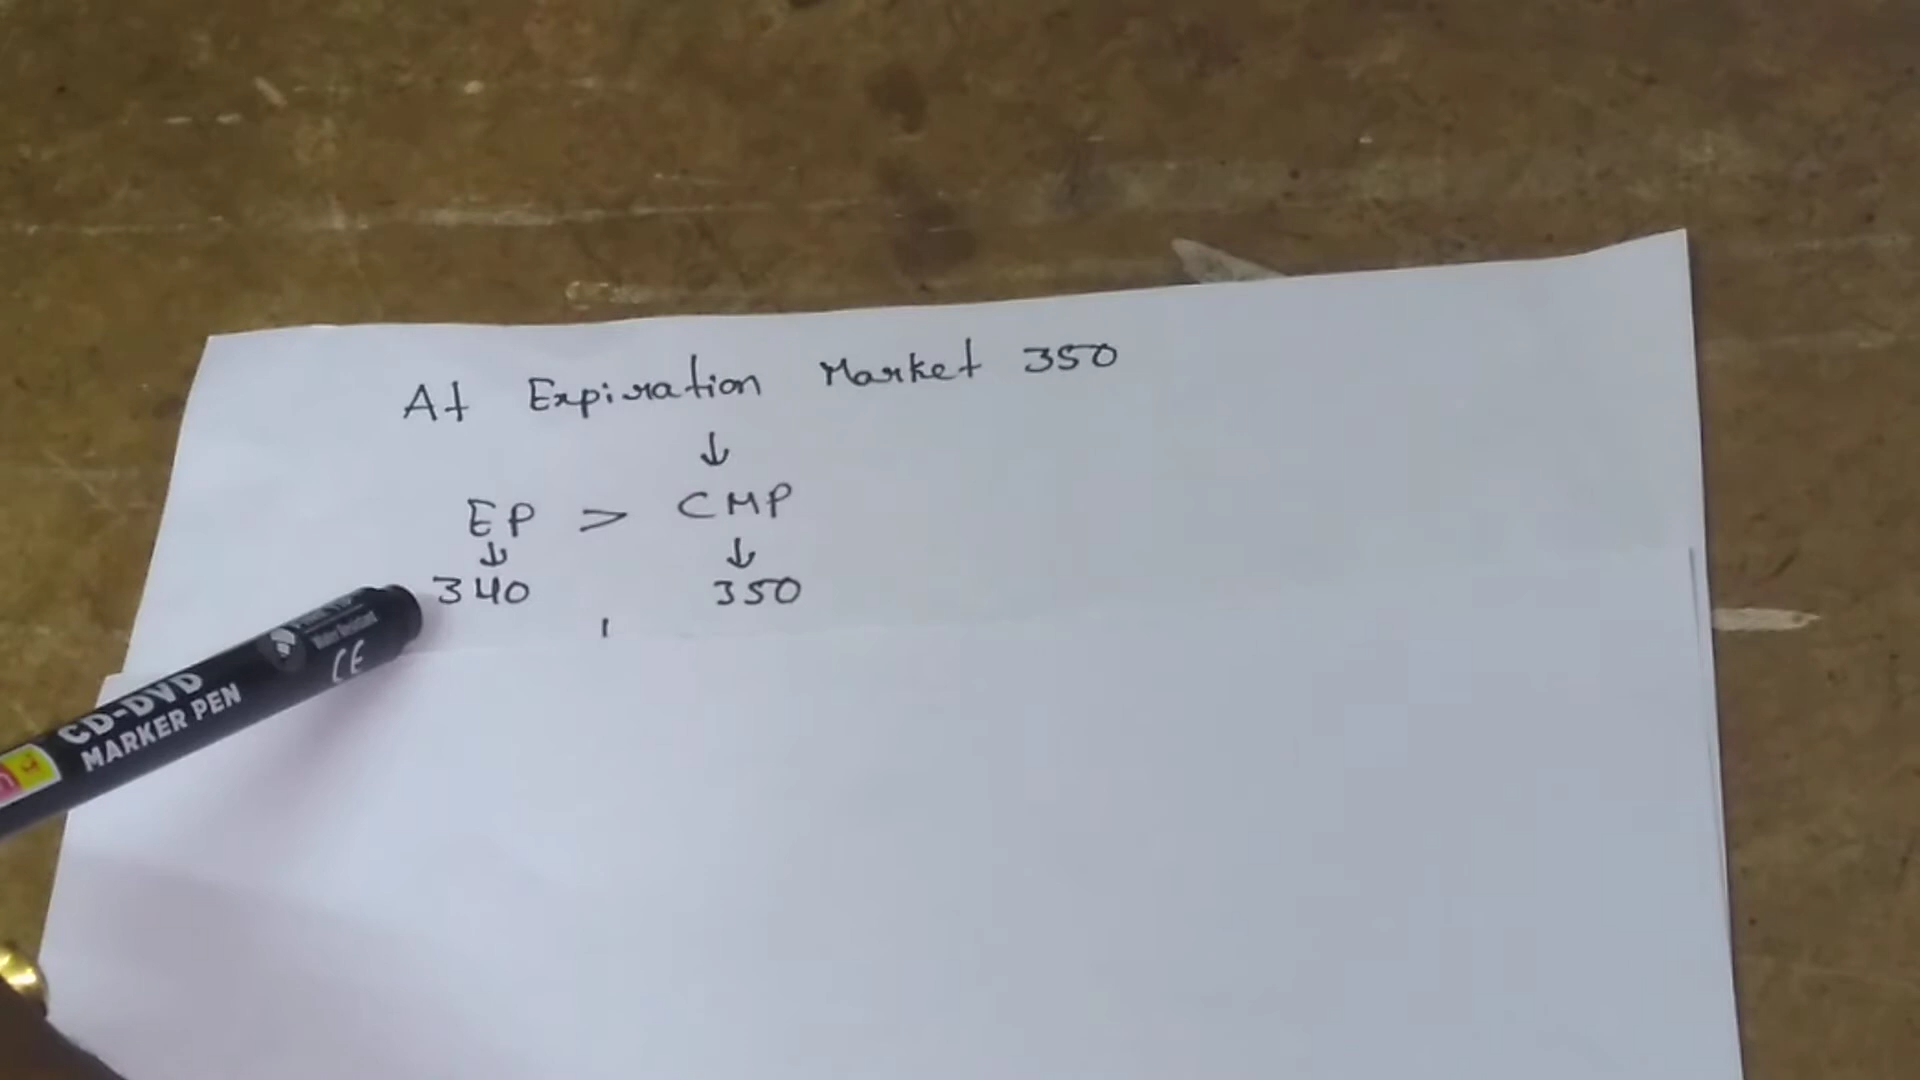 At Expiration Market 350
↓
EP > CMP
↓ ↓
340 350
CD-DVD
MARKER PEN
CE